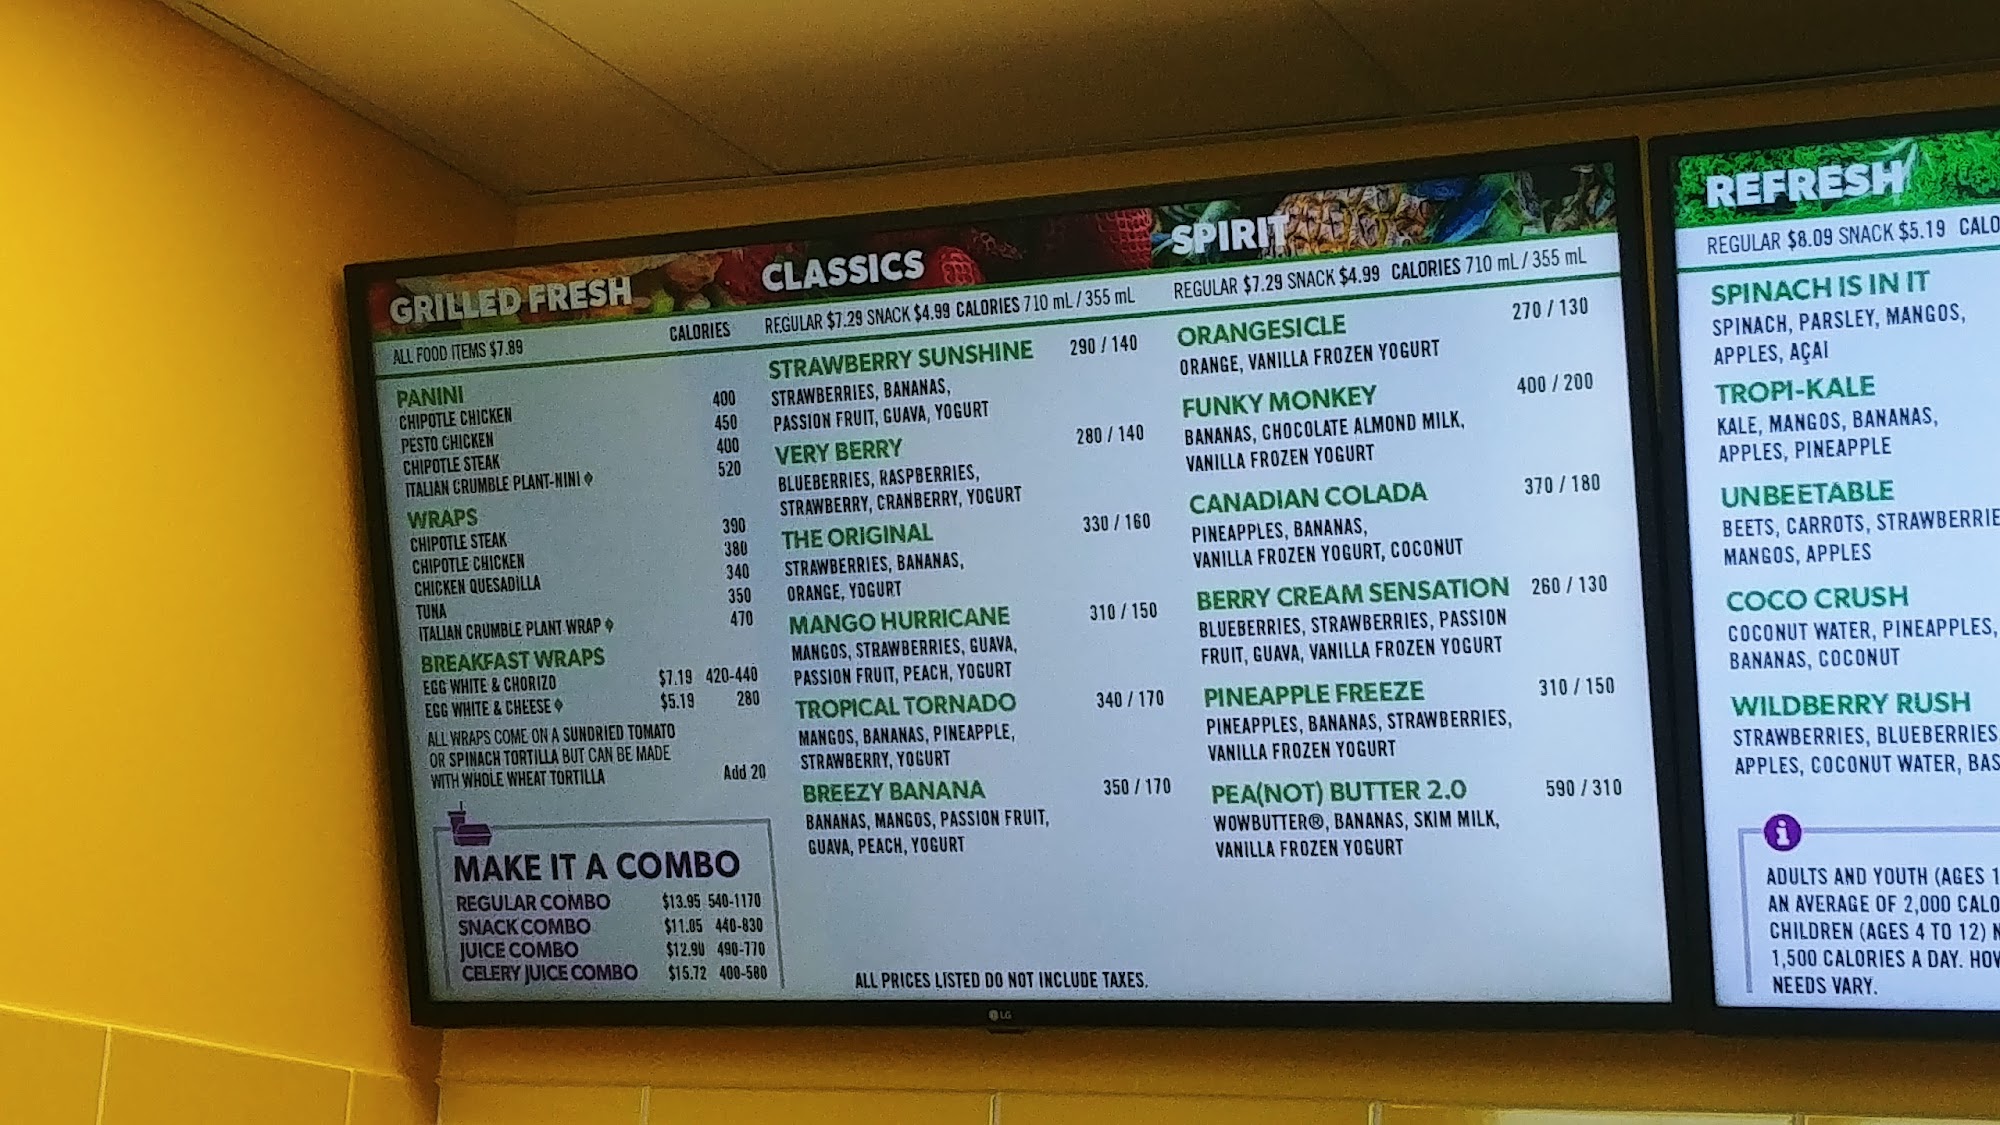 GRILLED FRESH
ALL FOOD ITEMS $7.89 CALORIES
PANINI
CHIPOTLE CHICKEN 400
PESTO CHICKEN 450
CHIPOTLE STEAK 400
ITALIAN CRUMBLE PLANT-NINI 520
WRAPS
CHIPOTLE STEAK 390
CHIPOTLE CHICKEN 380
CHICKEN QUESADILLA 340
TUNA 350
ITALIAN CRUMBLE PLANT WRAP 470
BREAKFAST WRAPS
EGG WHITE & CHORIZO $7.19 420-440
EGG WHITE & CHEESE $5.19 280
ALL WRAPS COME ON A SUNDRIED TOMATO
OR SPINACH TORTILLA BUT CAN BE MADE
WITH WHOLE WHEAT TORTILLA Add 20
MAKE IT A COMBO
REGULAR COMBO $13.95 540-1170
SNACK COMBO $11.05 440-830
JUICE COMBO $12.90 490-770
CELERY JUICE COMBO $15.72 400-580
CLASSICS
REGULAR $7.29 SNACK $4.99 CALORIES 710 mL / 355 mL
STRAWBERRY SUNSHINE 290 / 140
STRAWBERRIES, BANANAS,
PASSION FRUIT, GUAVA, YOGURT
VERY BERRY 280 / 140
BLUEBERRIES, RASPBERRIES,
STRAWBERRY, CRANBERRY, YOGURT
THE ORIGINAL 330 / 160
STRAWBERRIES, BANANAS,
ORANGE, YOGURT
MANGO HURRICANE 310 / 150
MANGOS, STRAWBERRIES, GUAVA,
PASSION FRUIT, PEACH, YOGURT
TROPICAL TORNADO 340 / 170
MANGOS, BANANAS, PINEAPPLE,
STRAWBERRY, YOGURT
BREEZY BANANA 350 / 170
BANANAS, MANGOS, PASSION FRUIT,
GUAVA, PEACH, YOGURT
SPIRIT
REGULAR $7.29 SNACK $4.99 CALORIES 710 mL / 355 mL
ORANGESICLE 270 / 130
ORANGE, VANILLA FROZEN YOGURT
FUNKY MONKEY 400 / 200
BANANAS, CHOCOLATE ALMOND MILK,
VANILLA FROZEN YOGURT
CANADIAN COLADA 370 / 180
PINEAPPLES, BANANAS,
VANILLA FROZEN YOGURT, COCONUT
BERRY CREAM SENSATION 260 / 130
BLUEBERRIES, STRAWBERRIES, PASSION
FRUIT, GUAVA, VANILLA FROZEN YOGURT
PINEAPPLE FREEZE 310 / 150
PINEAPPLES, BANANAS, STRAWBERRIES,
VANILLA FROZEN YOGURT
PEA(NOT) BUTTER 2.0 590 / 310
WOWBUTTER®, BANANAS, SKIM MILK,
VANILLA FROZEN YOGURT
ALL PRICES LISTED DO NOT INCLUDE TAXES.
LG
REFRESH
REGULAR $8.09 SNACK $5.19 CALO
SPINACH IS IN IT
SPINACH, PARSLEY, MANGOS,
APPLES, AÇAI
TROPI-KALE
KALE, MANGOS, BANANAS,
APPLES, PINEAPPLE
UNBEETABLE
BEETS, CARROTS, STRAWBERRIE
MANGOS, APPLES
COCO CRUSH
COCONUT WATER, PINEAPPLES,
BANANAS, COCONUT
WILDBERRY RUSH
STRAWBERRIES, BLUEBERRIES
APPLES, COCONUT WATER, BAS
i
ADULTS AND YOUTH (AGES 1
AN AVERAGE OF 2,000 CALO
CHILDREN (AGES 4 TO 12) N
1,500 CALORIES A DAY. HOW
NEEDS VARY.